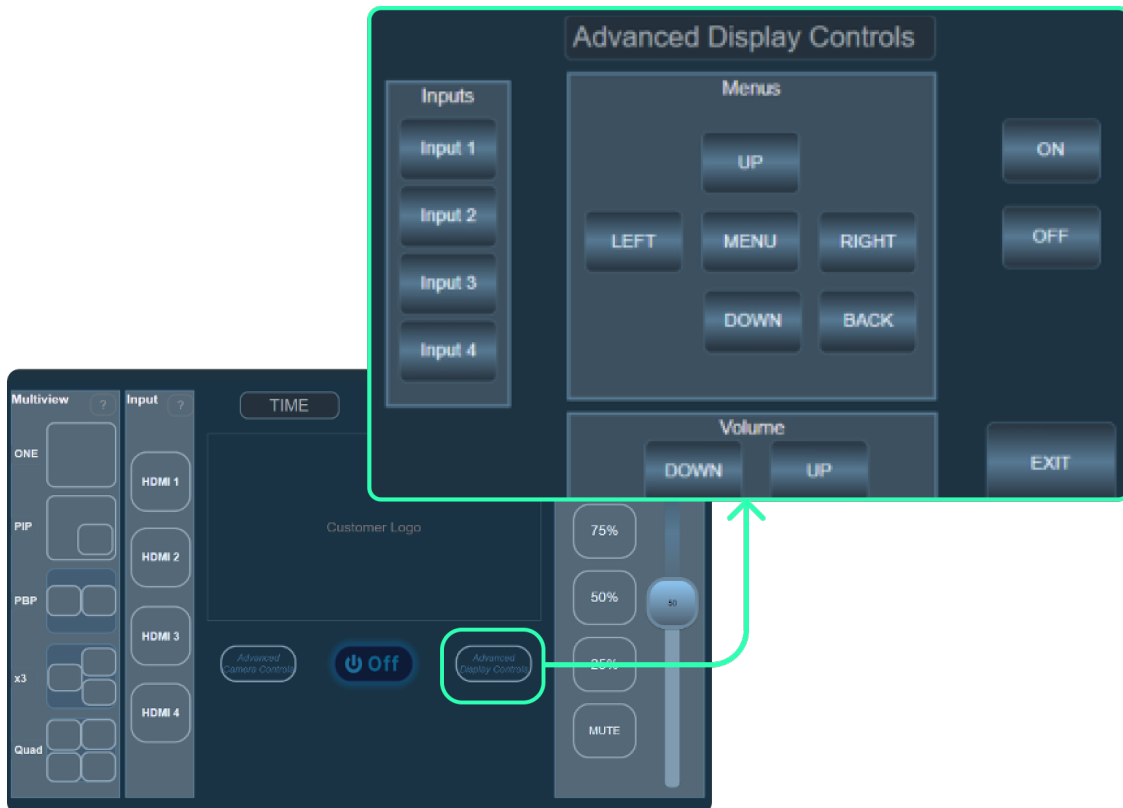 Advanced Display Controls
Inputs
Input 1
Input 2
Input 3
Input 4
Menus
UP
LEFT
MENU
RIGHT
DOWN
BACK
ON
OFF
Volume
DOWN
UP
EXIT
Multiview
?
ONE
PIP
PBP
x3
Quad
Input
?
HDMI 1
HDMI 2
HDMI 3
HDMI 4
TIME
Customer Logo
Advanced
Camera Controls
Off
Advanced
Display Controls
75%
50%
25%
MUTE
50